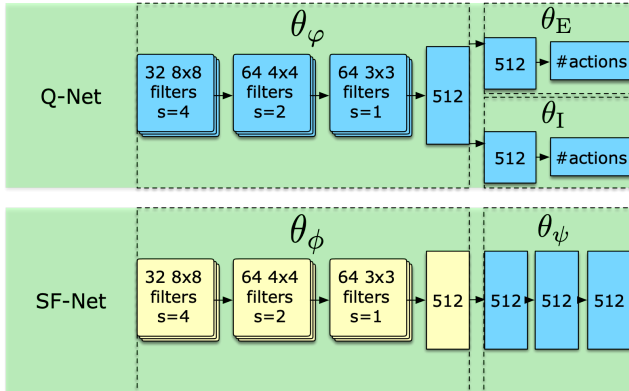 Q-Net
θφ
32 8x8
filters
s=4
64 4x4
filters
s=2
64 3x3
filters
s=1
512
θE
512
#actions
θI
512
#actions
SF-Net
θϕ
32 8x8
filters
s=4
64 4x4
filters
s=2
64 3x3
filters
s=1
512
θψ
512
512
512